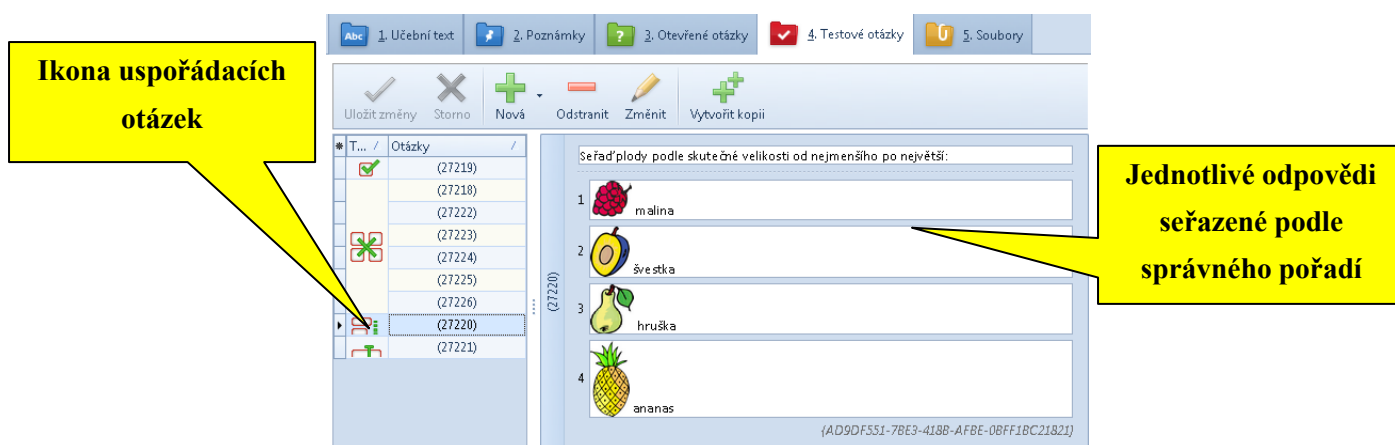 Abc 1. Učební text 2. Poznámky ? 3. Otevřené otázky 4. Testové otázky 5. Soubory
Uložit změny Storno Nová Odstranit Změnit Vytvořit kopii
Ikona uspořádacích
otázek
T... / Otázky /
(27219)
(27218)
(27222)
(27223)
(27224)
(27225)
(27226)
(27220)
(27221)
(27220)
Seřaď plody podle skutečné velikosti od nejmenšího po největší:
1 malina
2 švestka
3 hruška
4 ananas
{AD9DF551-7BE3-418B-AFBE-0BFF1BC21821}
Jednotlivé odpovědi
seřazené podle
správného pořadí